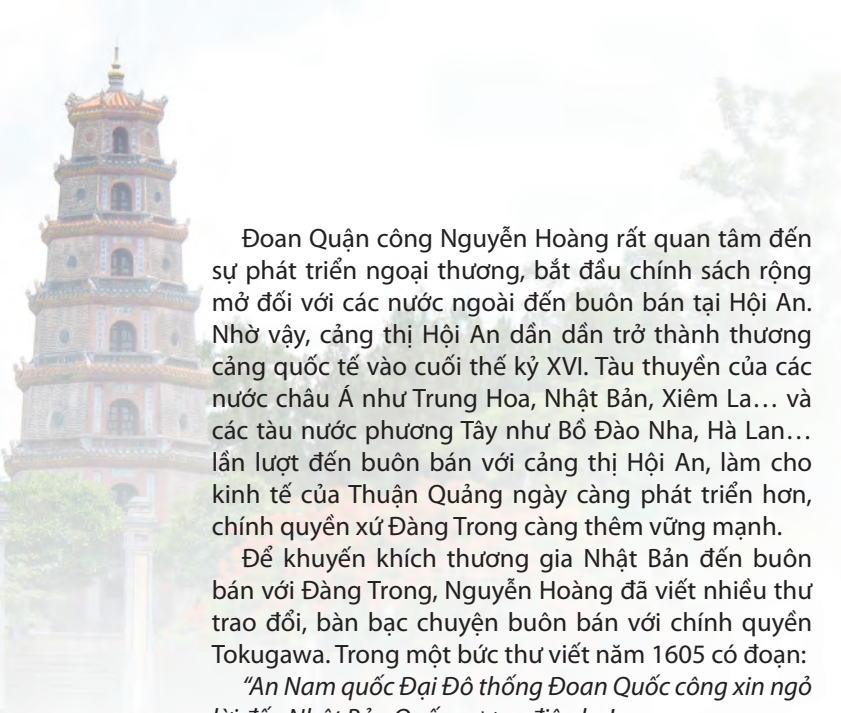 Đoan Quận công Nguyễn Hoàng rất quan tâm đến
sự phát triển ngoại thương, bắt đầu chính sách rộng
mở đối với các nước ngoài đến buôn bán tại Hội An.
Nhờ vậy, cảng thị Hội An dần dần trở thành thương
cảng quốc tế vào cuối thế kỷ XVI. Tàu thuyền của các
nước châu Á như Trung Hoa, Nhật Bản, Xiêm La... và
các tàu nước phương Tây như Bồ Đào Nha, Hà Lan...
lần lượt đến buôn bán với cảng thị Hội An, làm cho
kinh tế của Thuận Quảng ngày càng phát triển hơn,
chính quyền xứ Đàng Trong càng thêm vững mạnh.
Để khuyến khích thương gia Nhật Bản đến buôn
bán với Đàng Trong, Nguyễn Hoàng đã viết nhiều thư
trao đổi, bàn bạc chuyện buôn bán với chính quyền
Tokugawa. Trong một bức thư viết năm 1605 có đoạn:
“An Nam quốc Đại Đô thống Đoan Quốc công xin ngỏ